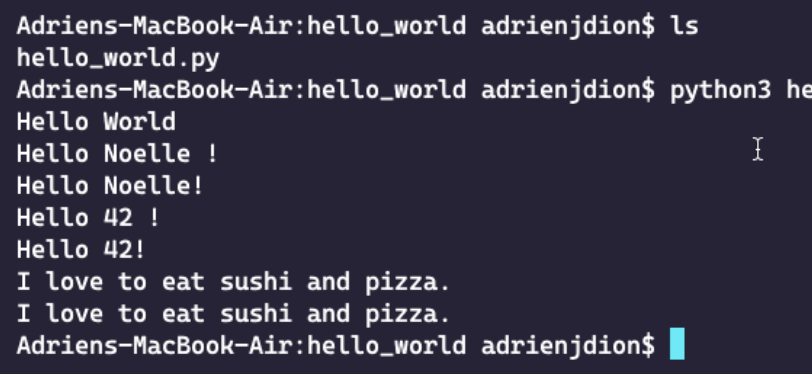 Adriens-MacBook-Air:hello_world adrienjdion$ ls
hello_world.py
Adriens-MacBook-Air:hello_world adrienjdion$ python3 he
Hello World
Hello Noelle !
Hello Noelle!
Hello 42 !
Hello 42!
I love to eat sushi and pizza.
I love to eat sushi and pizza.
Adriens-MacBook-Air:hello_world adrienjdion$